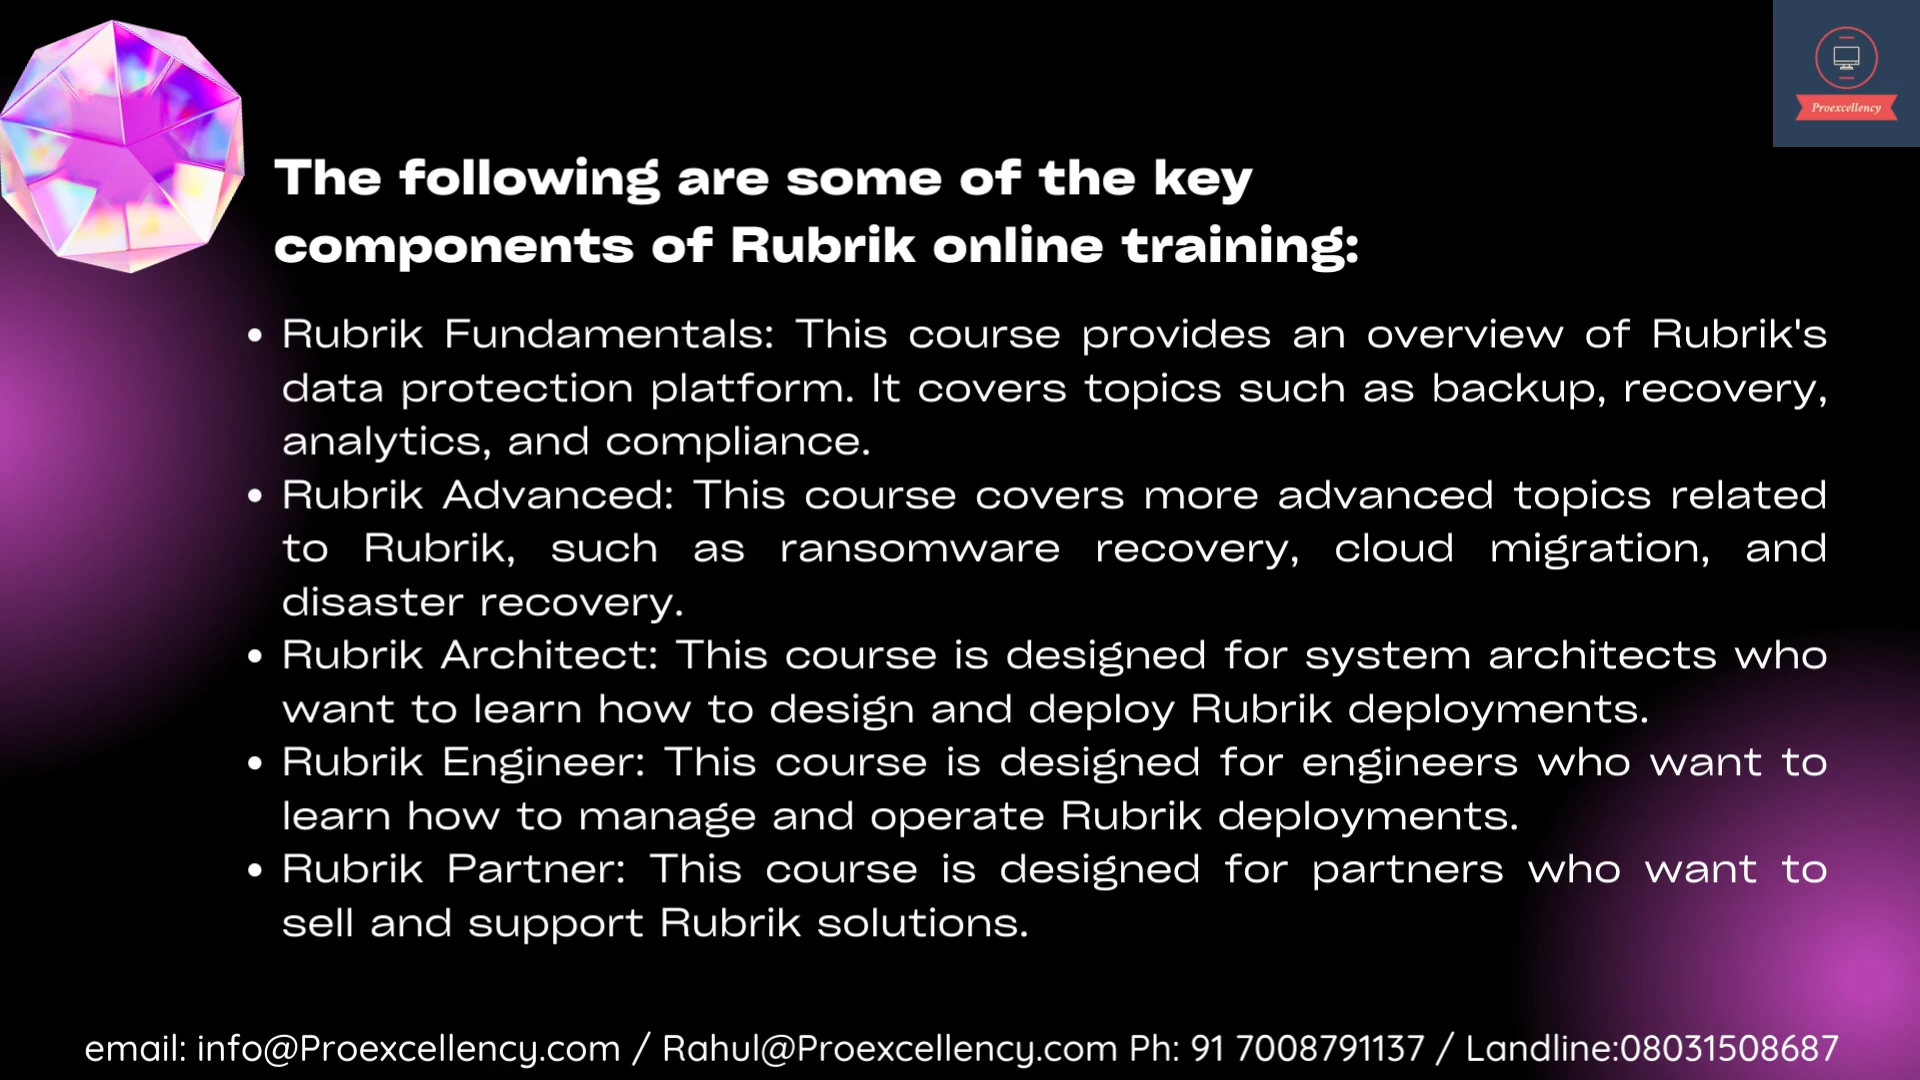 Proexcellency
The following are some of the key
components of Rubrik online training:
• Rubrik Fundamentals: This course provides an overview of Rubrik's
data protection platform. It covers topics such as backup, recovery,
analytics, and compliance.
• Rubrik Advanced: This course covers more advanced topics related
to Rubrik, such as ransomware recovery, cloud migration, and
disaster recovery.
• Rubrik Architect: This course is designed for system architects who
want to learn how to design and deploy Rubrik deployments.
• Rubrik Engineer: This course is designed for engineers who want to
learn how to manage and operate Rubrik deployments.
• Rubrik Partner: This course is designed for partners who want to
sell and support Rubrik solutions.
email: info@Proexcellency.com / Rahul@Proexcellency.com Ph: 91 7008791137 / Landline:08031508687